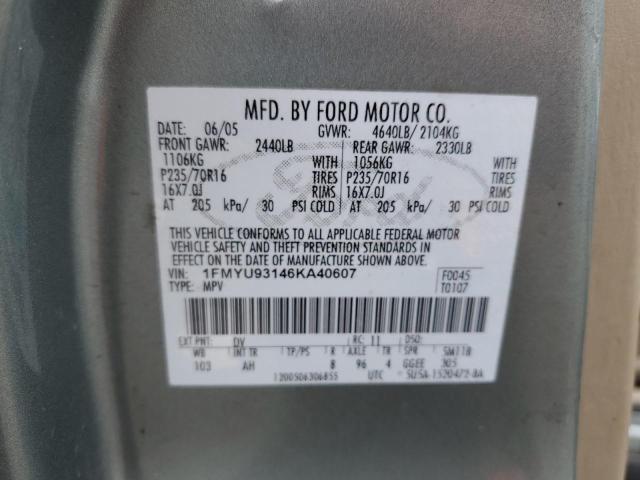 MFD. BY FORD MOTOR CO.
DATE: 06/05 GVWR: 4640LB/2104KG
FRONT GAWR: 2440LB REAR GAWR: 2330LB
1106KG WITH 1056KG WITH
P235/70R16 TIRES P235/70R16 TIRES
16X7.0J RIMS 16X7.0J RIMS
AT 205 kPa/ 30 PSI COLD AT 205 kPa/ 30 PSI COLD
THIS VEHICLE CONFORMS TO ALL APPLICABLE FEDERAL MOTOR
VEHICLE SAFETY AND THEFT PREVENTION STANDARDS IN
EFFECT ON THE DATE OF MANUFACTURE SHOWN ABOVE.
VIN: 1FMYU93146KA40607 F0045
TYPE: MPV T0107
EXT PNT: DV RC: 11 DSO:
WB INT TR TP/PS R AXLE TR SPR SM118
103 AH 8 96 4 GGEE 305
1200506306855 UTC SU5A-1520472-BA
Ford